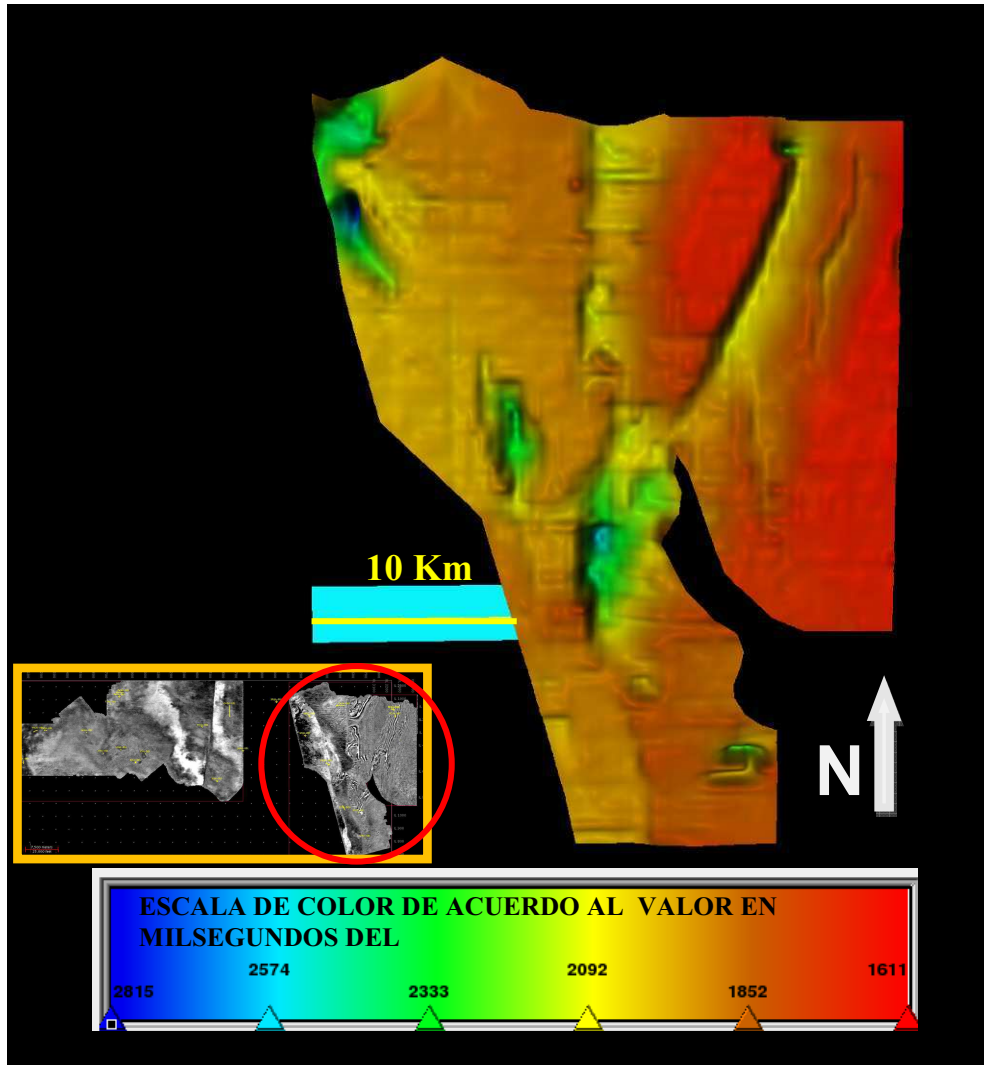 10 Km
N
ESCALA DE COLOR DE ACUERDO AL VALOR EN
MILSEGUNDOS DEL
2574
2092
1611
2815
2333
1852